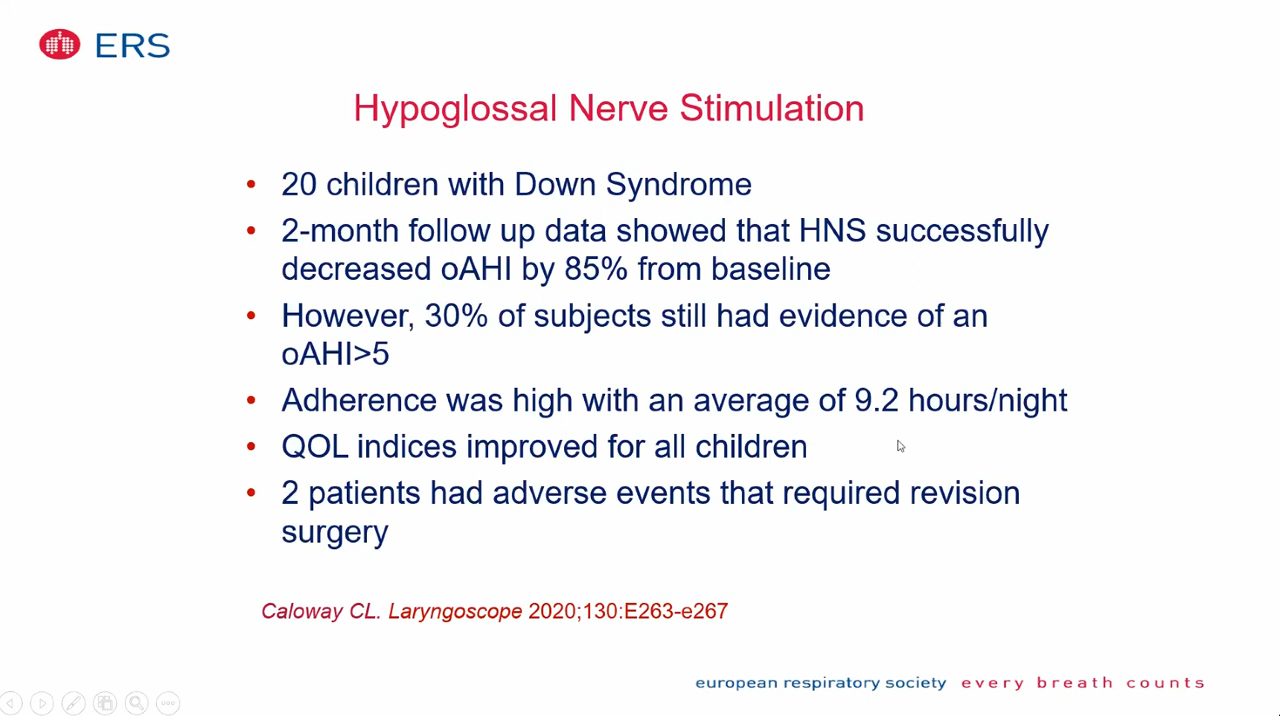 ERS
Hypoglossal Nerve Stimulation
• 20 children with Down Syndrome
• 2-month follow up data showed that HNS successfully
decreased oAHI by 85% from baseline
• However, 30% of subjects still had evidence of an
oAHI>5
• Adherence was high with an average of 9.2 hours/night
• QOL indices improved for all children
• 2 patients had adverse events that required revision
surgery
Caloway CL. Laryngoscope 2020;130:E263-e267
european respiratory society every breath counts